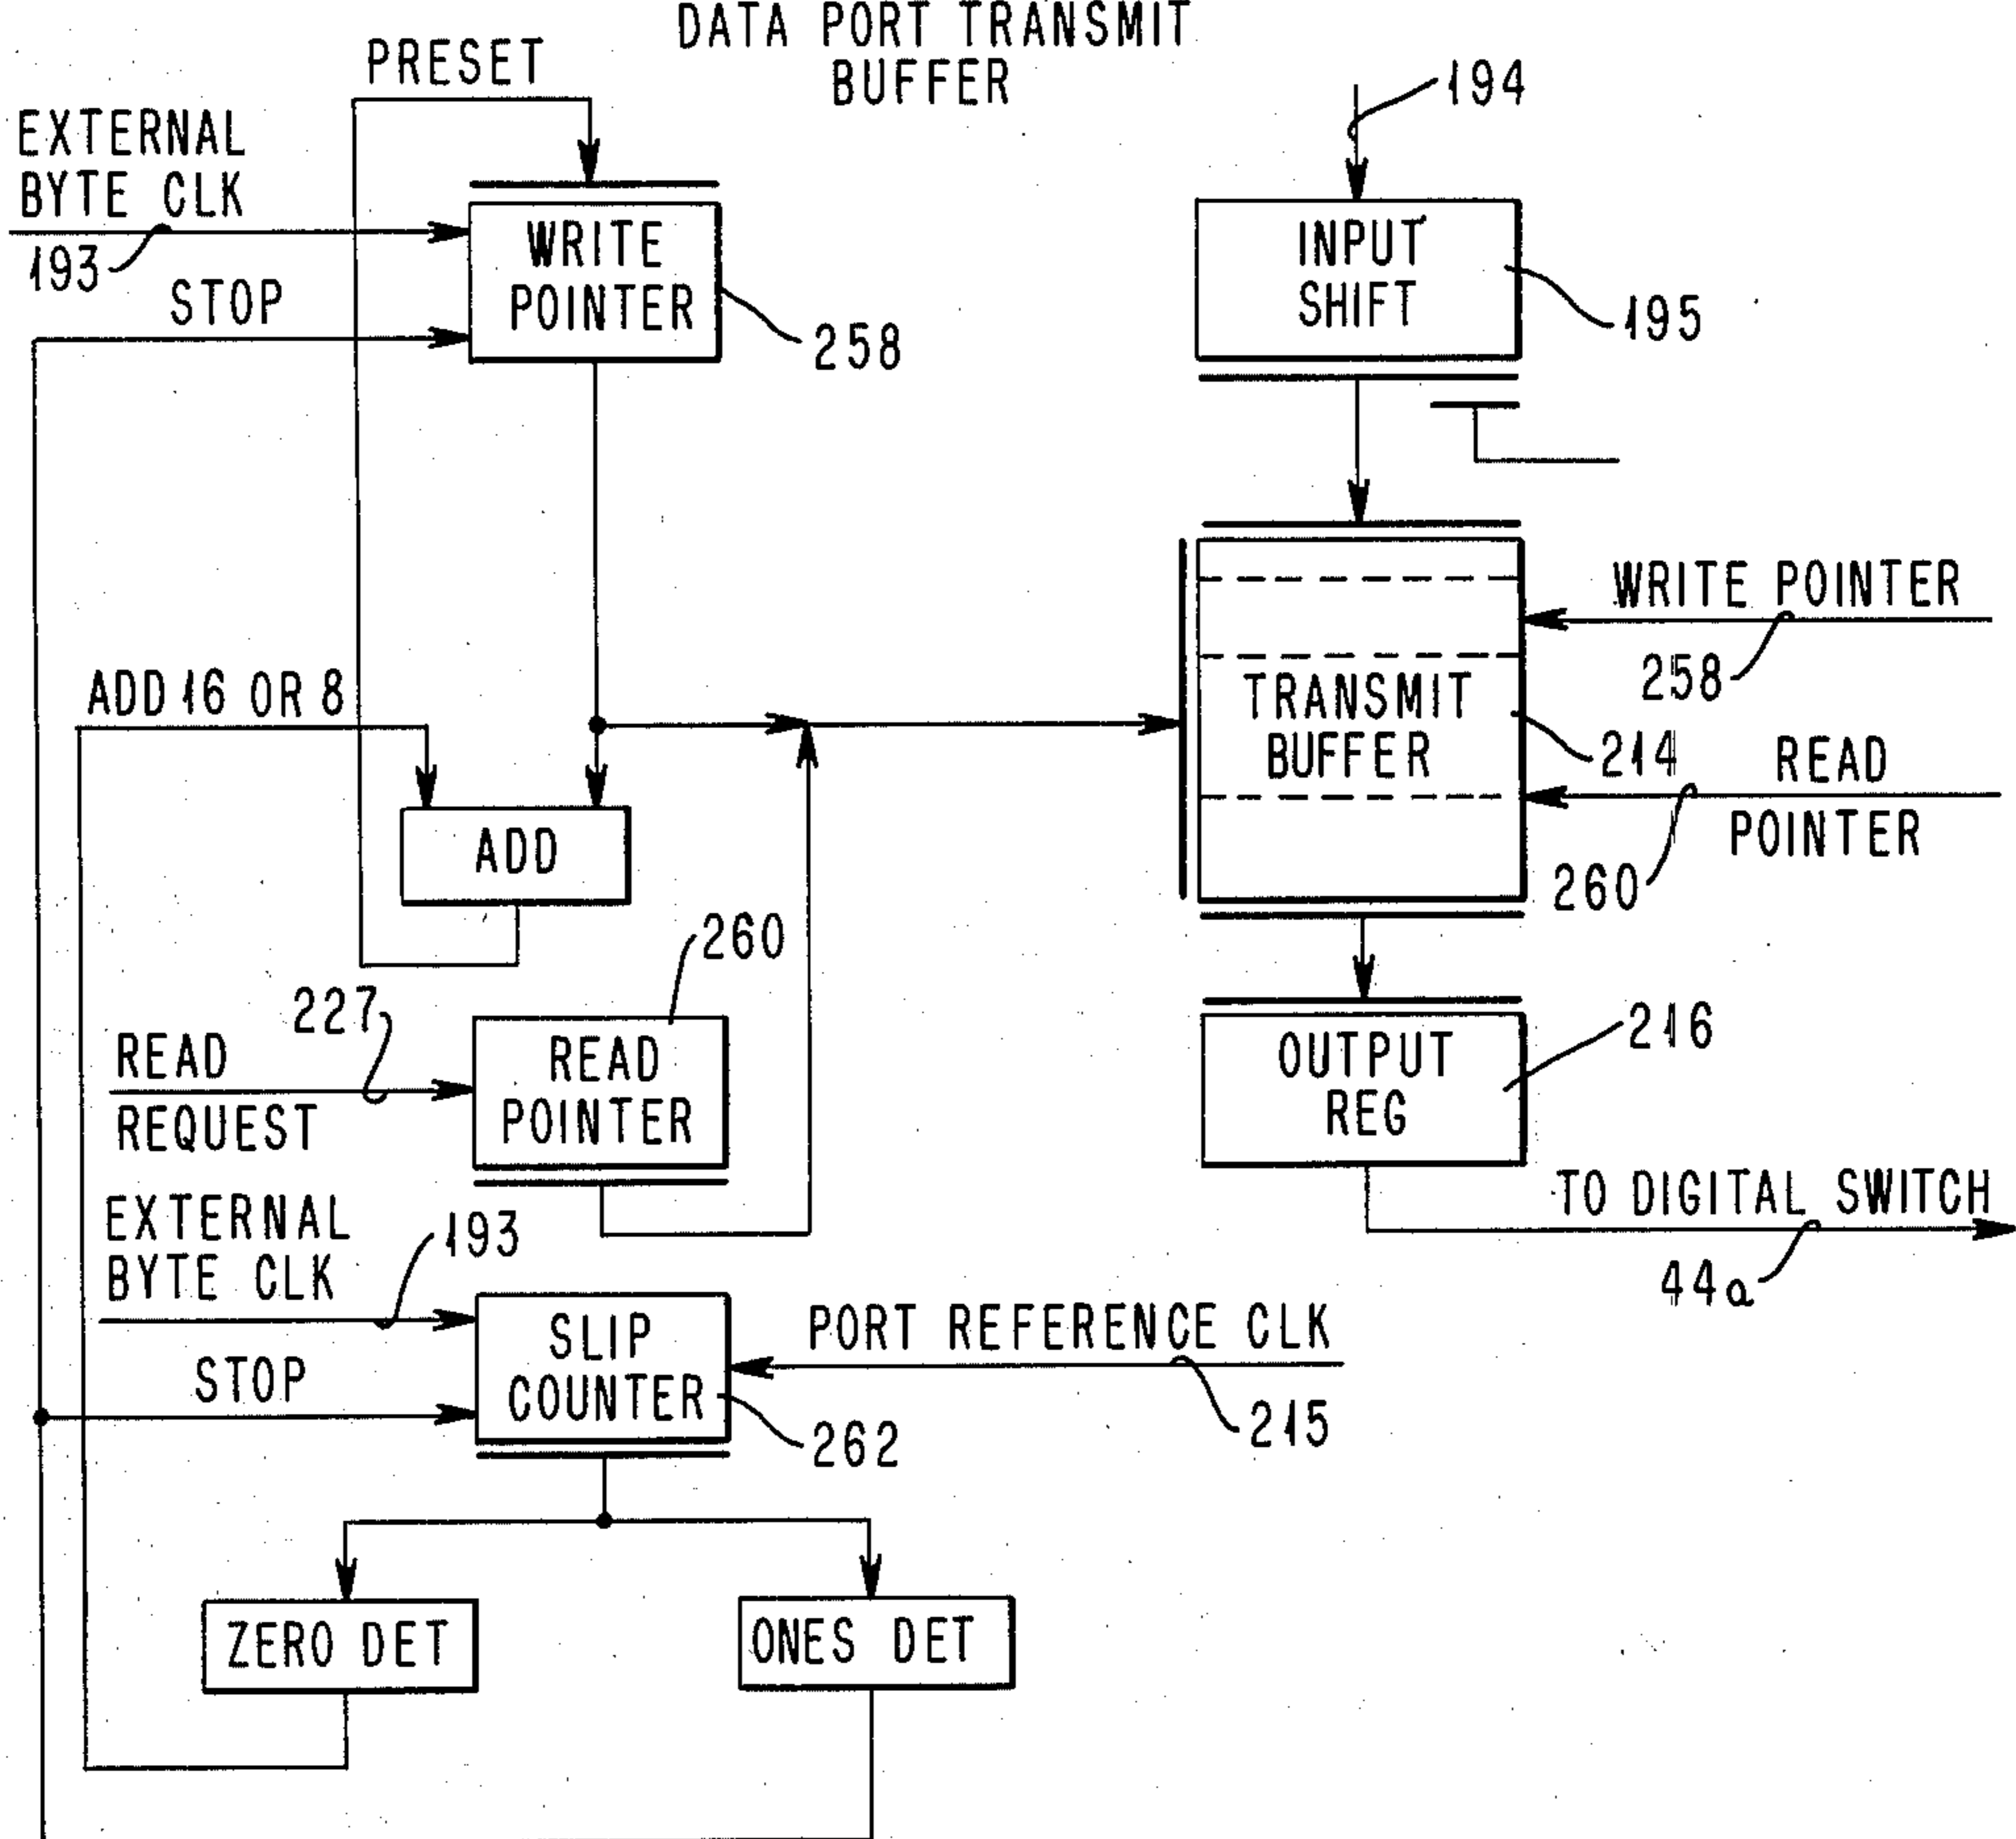 DATA PORT TRANSMIT
BUFFER
PRESET
194
EXTERNAL
BYTE CLK
193
STOP
WRITE
POINTER
258
INPUT
SHIFT
195
WRITE POINTER
258
ADD 16 OR 8
TRANSMIT
BUFFER
214
READ
POINTER
260
ADD
260
227
READ
REQUEST
READ
POINTER
OUTPUT
REG
216
TO DIGITAL SWITCH
44a
EXTERNAL
BYTE CLK
193
STOP
SLIP
COUNTER
262
PORT REFERENCE CLK
215
ZERO DET
ONES DET